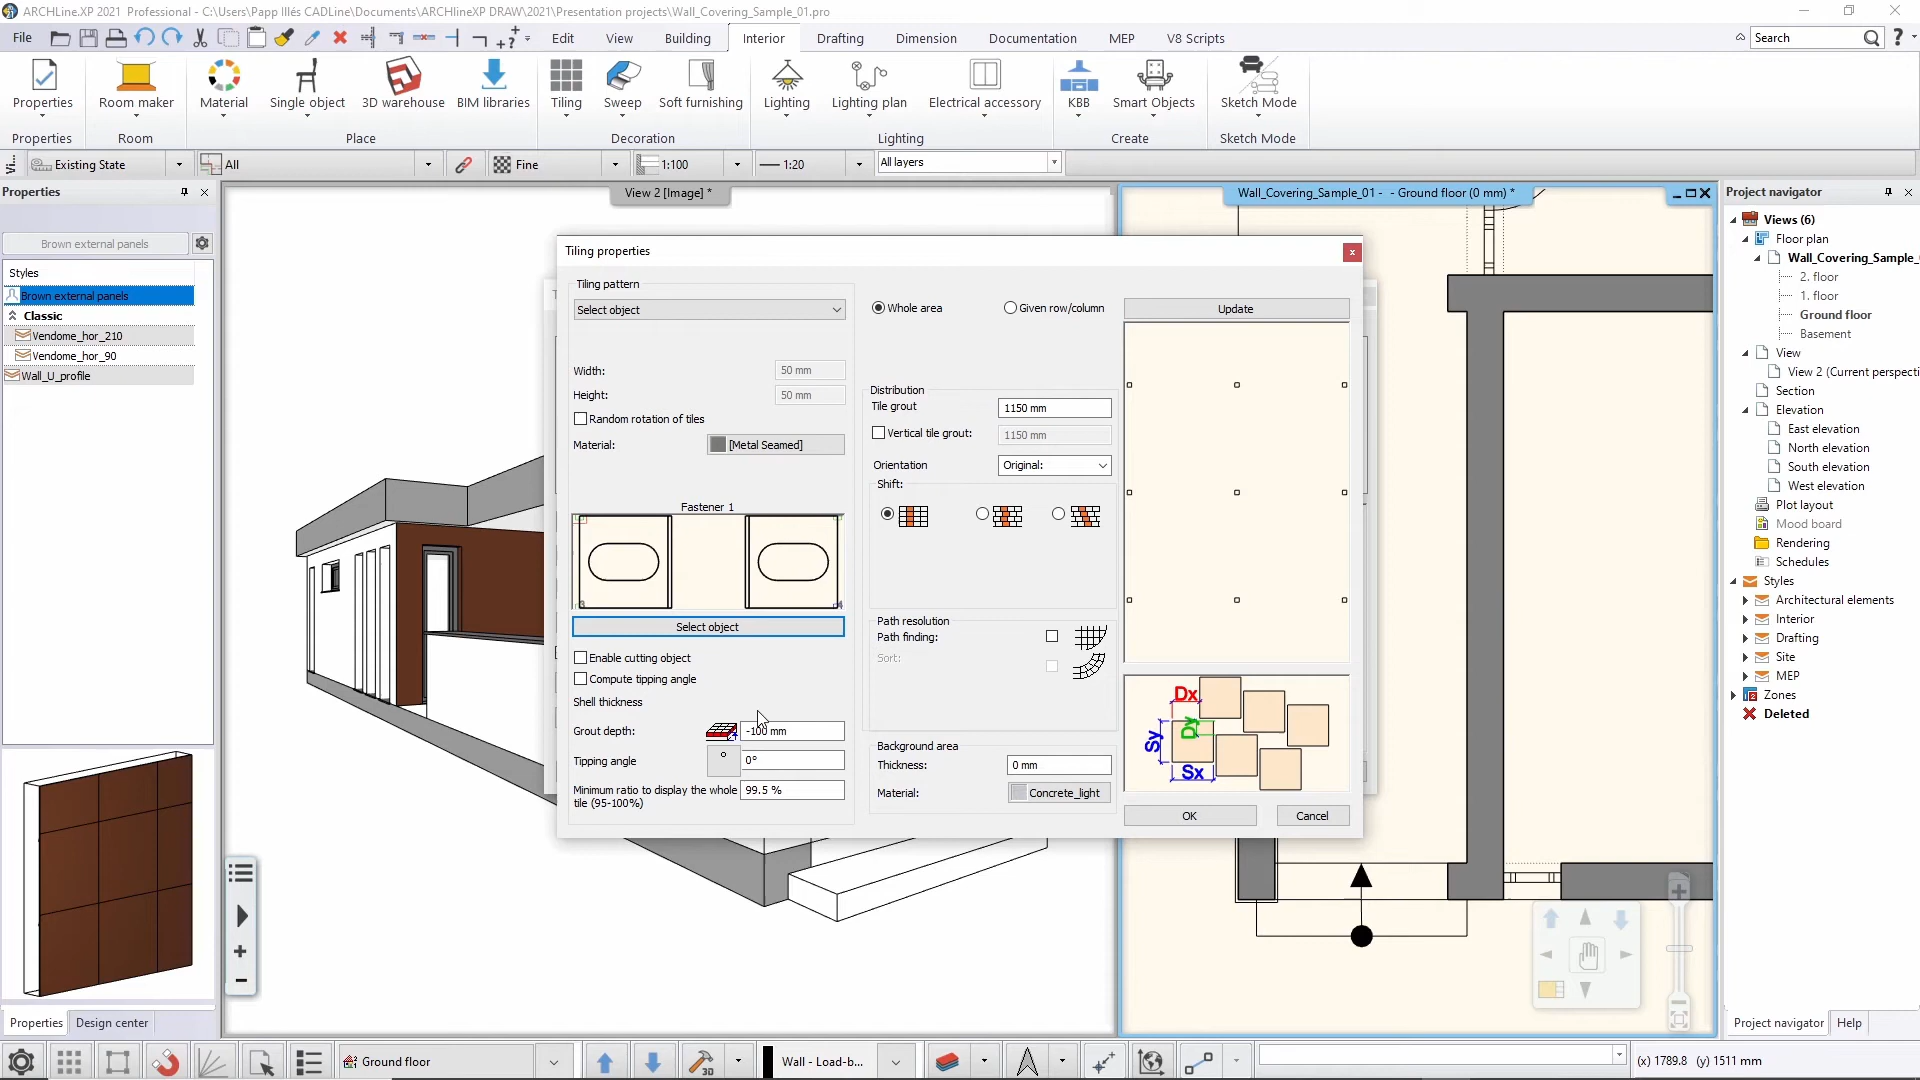 ARCHLine.XP 2021 Professional - C:\Users\Papp Illés CADLine\Documents\ARCHlineXP DRAW\2021\Presentation projects\Wall_Covering_Sample_01.pro
File Edit View Building Interior Drafting Dimension Documentation MEP V8 Scripts Search
Properties Room maker Material Single object 3D warehouse BIM libraries Tiling Sweep Soft furnishing Lighting Lighting plan Electrical accessory KBB Smart Objects Sketch Mode
Properties Room Place Decoration Lighting Create Sketch Mode
Existing State All Fine 1:100 1:20 All layers
Properties
Brown external panels
Styles
Brown external panels
Classic
Vendome_hor_210
Vendome_hor_90
Wall_U_profile
Properties Design center
View 2 [Image] *
Wall_Covering_Sample_01 - - Ground floor (0 mm) *
Tiling properties
Tiling pattern
Select object
Width: 50 mm
Height: 50 mm
Random rotation of tiles
Material: [Metal Seamed]
Fastener 1
Select object
Enable cutting object
Compute tipping angle
Shell thickness
Grout depth: -100 mm
Tipping angle 0°
Minimum ratio to display the whole 99.5 %
tile (95-100%)
Whole area Given row/column
Distribution
Tile grout 1150 mm
Vertical tile grout: 1150 mm
Orientation Original:
Shift:
Path resolution
Path finding:
Sort:
Background area
Thickness: 0 mm
Material: Concrete_light
Update
Dx
Dy
Sy
Sx
OK Cancel
Project navigator
Views (6)
Floor plan
Wall_Covering_Sample_
2. floor
1. floor
Ground floor
Basement
View
View 2 (Current perspecti
Section
Elevation
East elevation
North elevation
South elevation
West elevation
Plot layout
Mood board
Rendering
Schedules
Styles
Architectural elements
Interior
Drafting
Site
MEP
Zones
Deleted
Project navigator Help
Ground floor 3D Wall - Load-b... (x) 1789.8 (y) 1511 mm